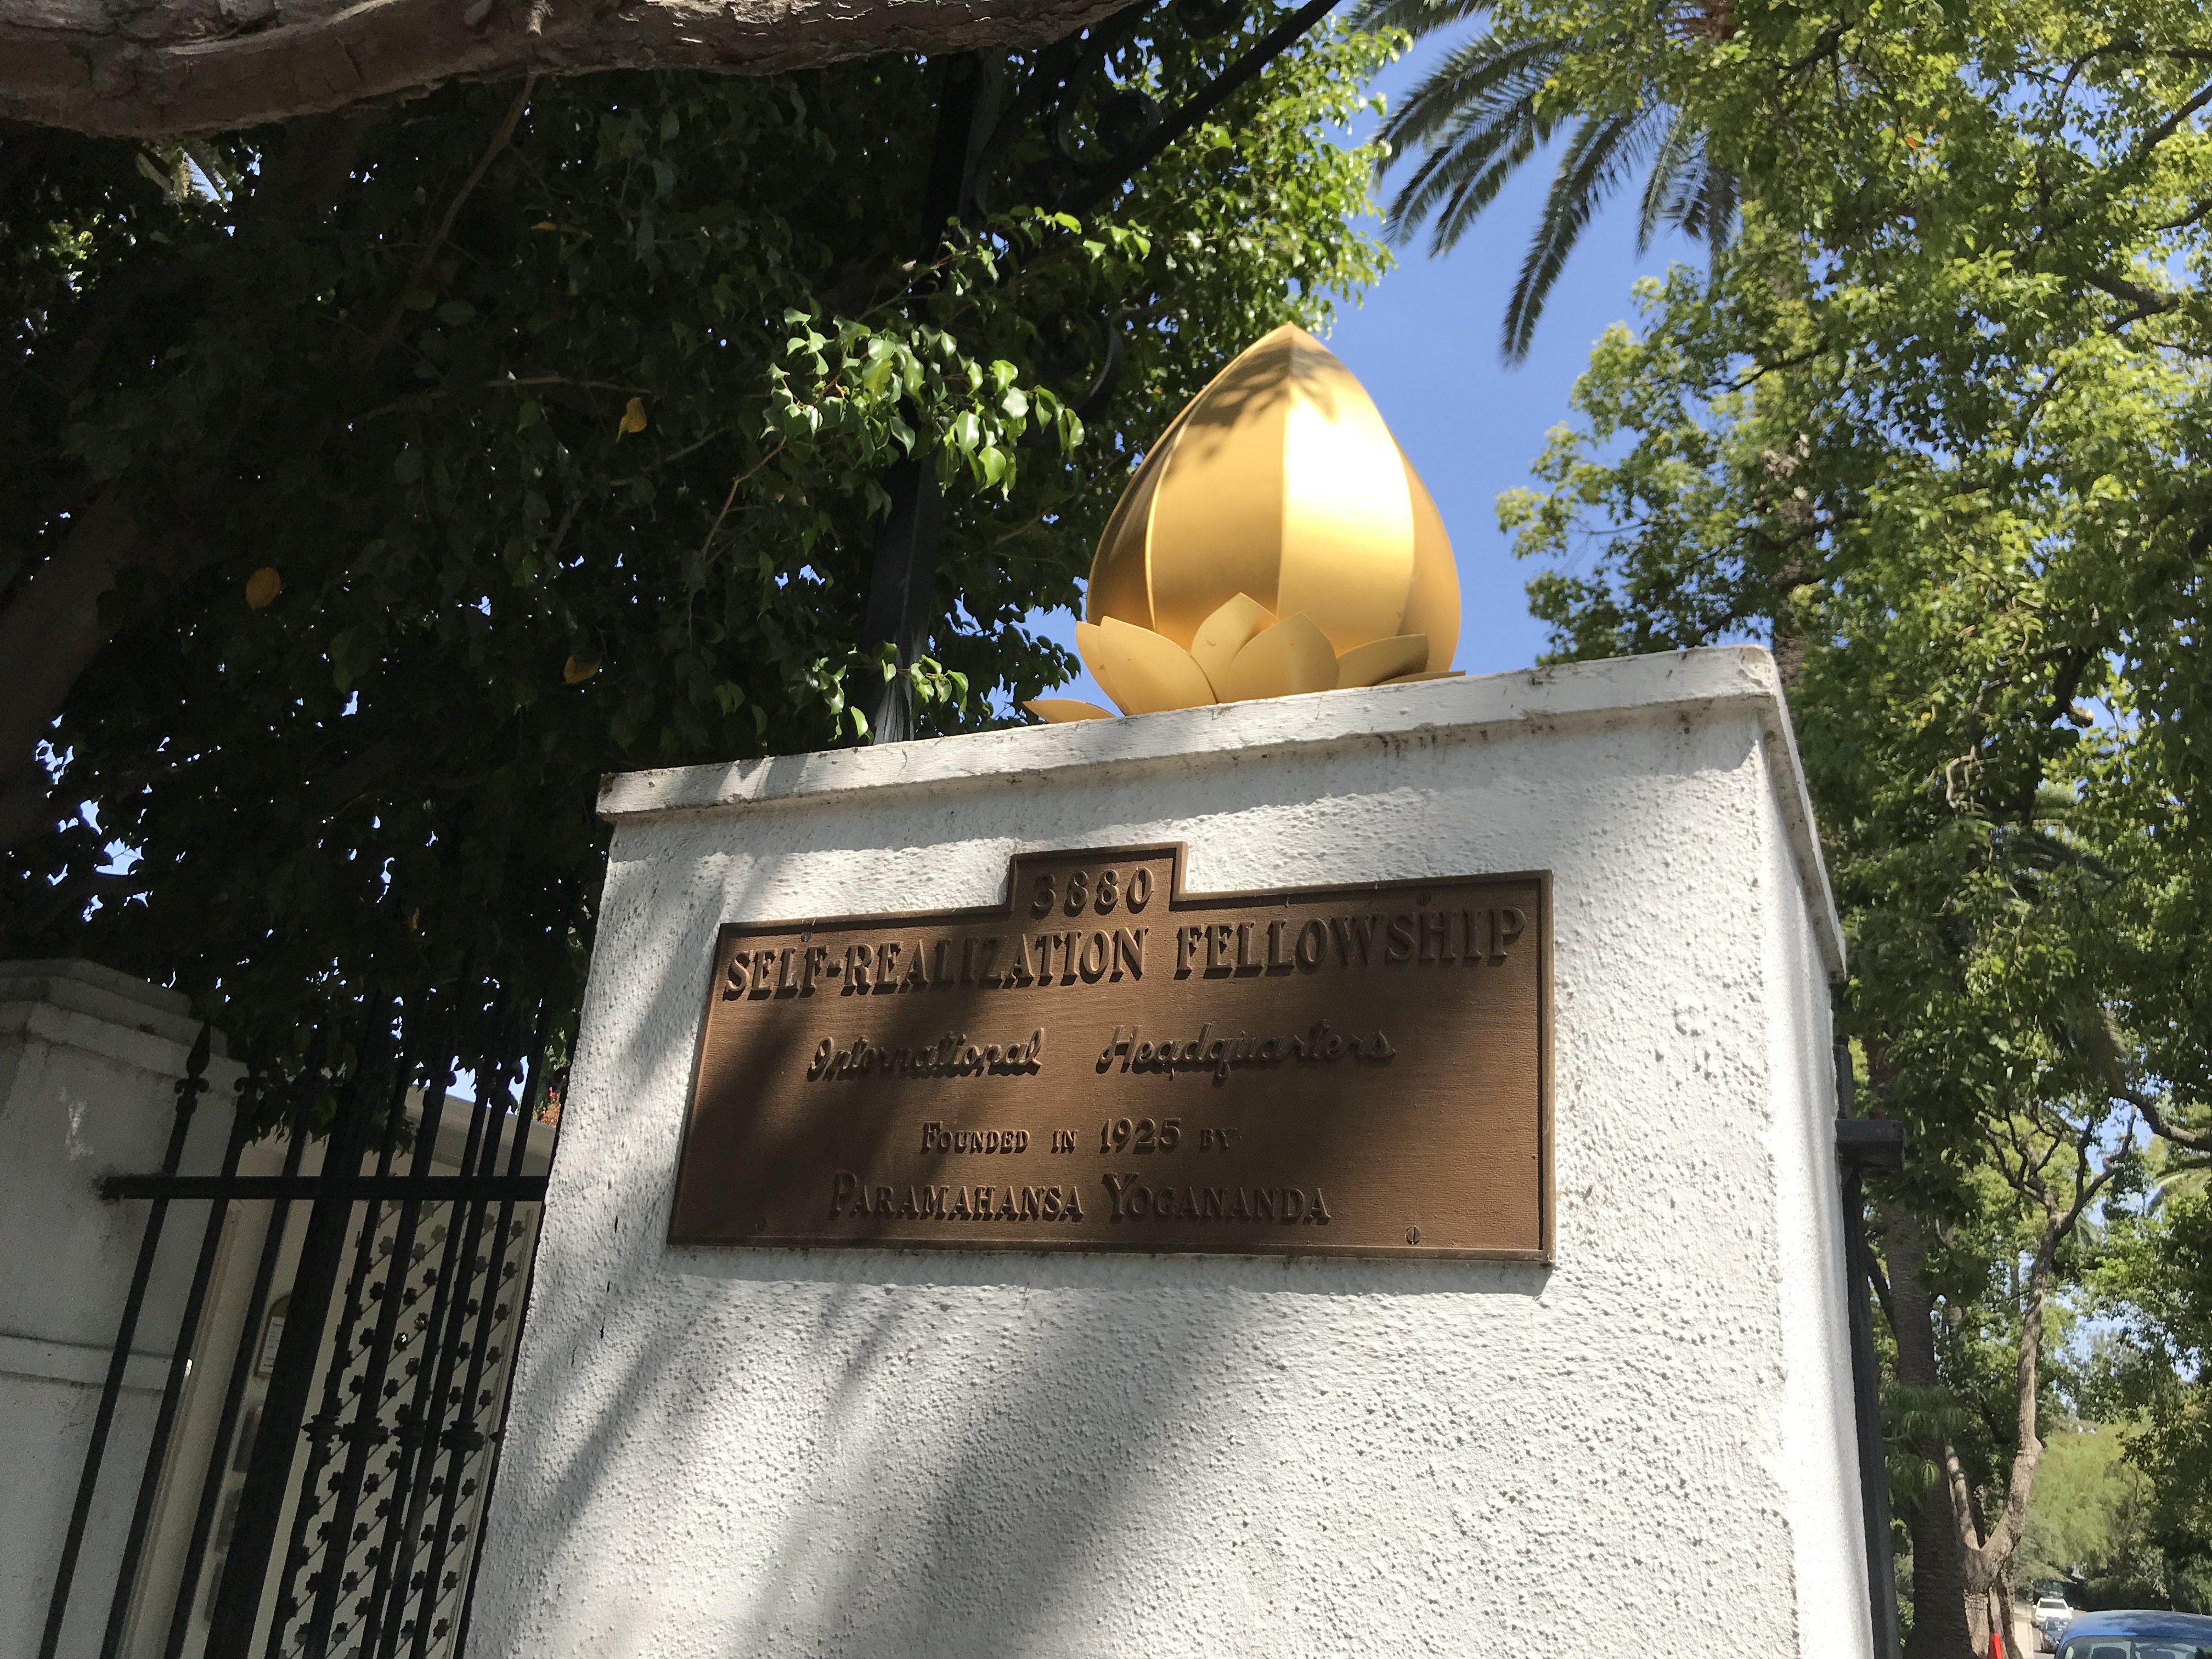 3880
SELF-REALIZATION FELLOWSHIP
International Headquarters
FOUNDED IN 1925 BY
PARAMAHANSA YOGANANDA